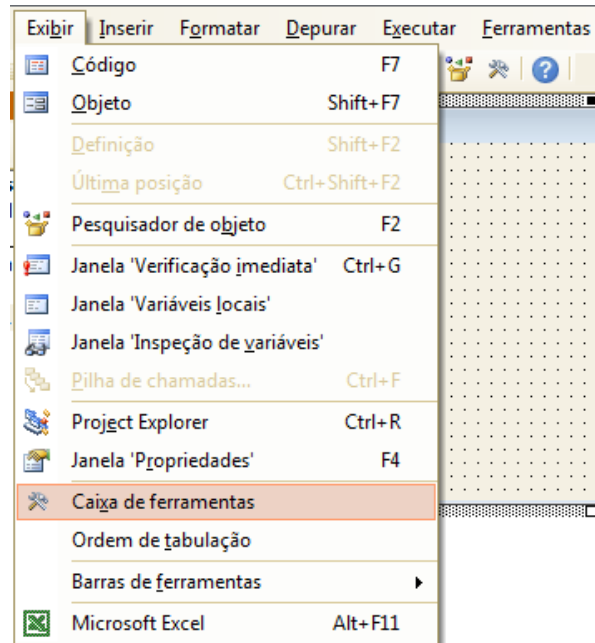 Exibir Inserir Formatar Depurar Executar Ferramentas
Código F7
Objeto Shift+F7
Definição Shift+F2
Última posição Ctrl+Shift+F2
Pesquisador de objeto F2
Janela 'Verificação imediata' Ctrl+G
Janela 'Variáveis locais'
Janela 'Inspeção de variáveis'
Pilha de chamadas... Ctrl+F
Project Explorer Ctrl+R
Janela 'Propriedades' F4
Caixa de ferramentas
Ordem de tabulação
Barras de ferramentas
Microsoft Excel Alt+F11